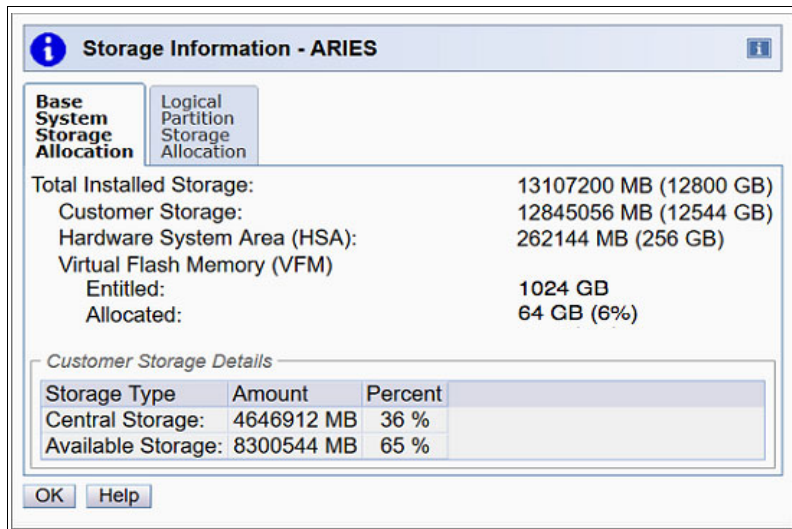 Storage Information - ARIES
Base
System
Storage
Allocation
Logical
Partition
Storage
Allocation
Total Installed Storage: 13107200 MB (12800 GB)
Customer Storage: 12845056 MB (12544 GB)
Hardware System Area (HSA): 262144 MB (256 GB)
Virtual Flash Memory (VFM)
Entitled: 1024 GB
Allocated: 64 GB (6%)
Customer Storage Details
Storage Type Amount Percent
Central Storage: 4646912 MB 36 %
Available Storage: 8300544 MB 65 %
OK Help